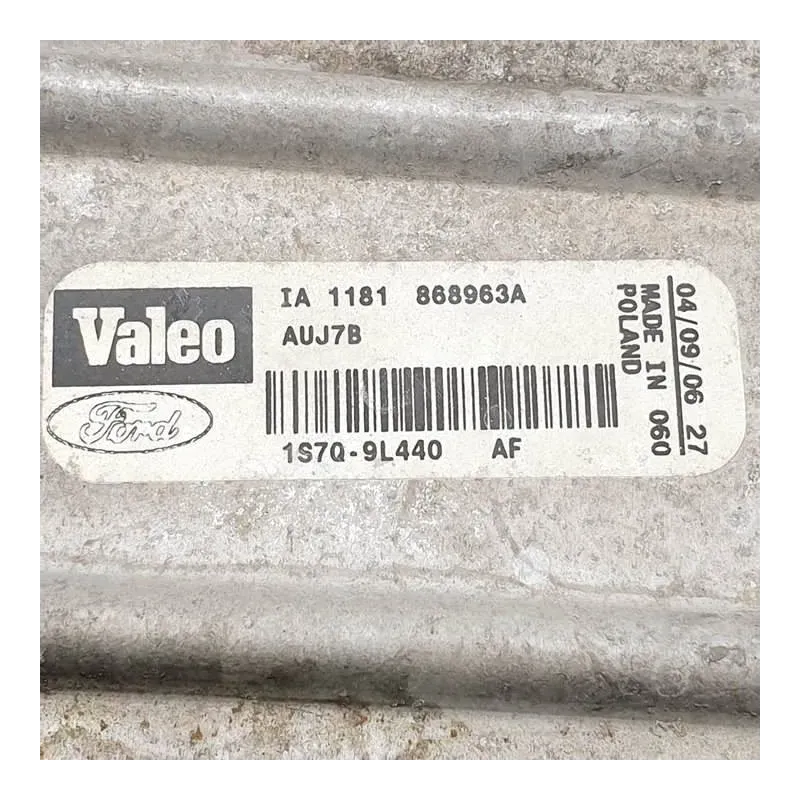 Valeo
Ford
IA 1181 868963A
AUJ7B
1S7Q-9L440 AF
04/09/06 27
MADE IN 060
POLAND